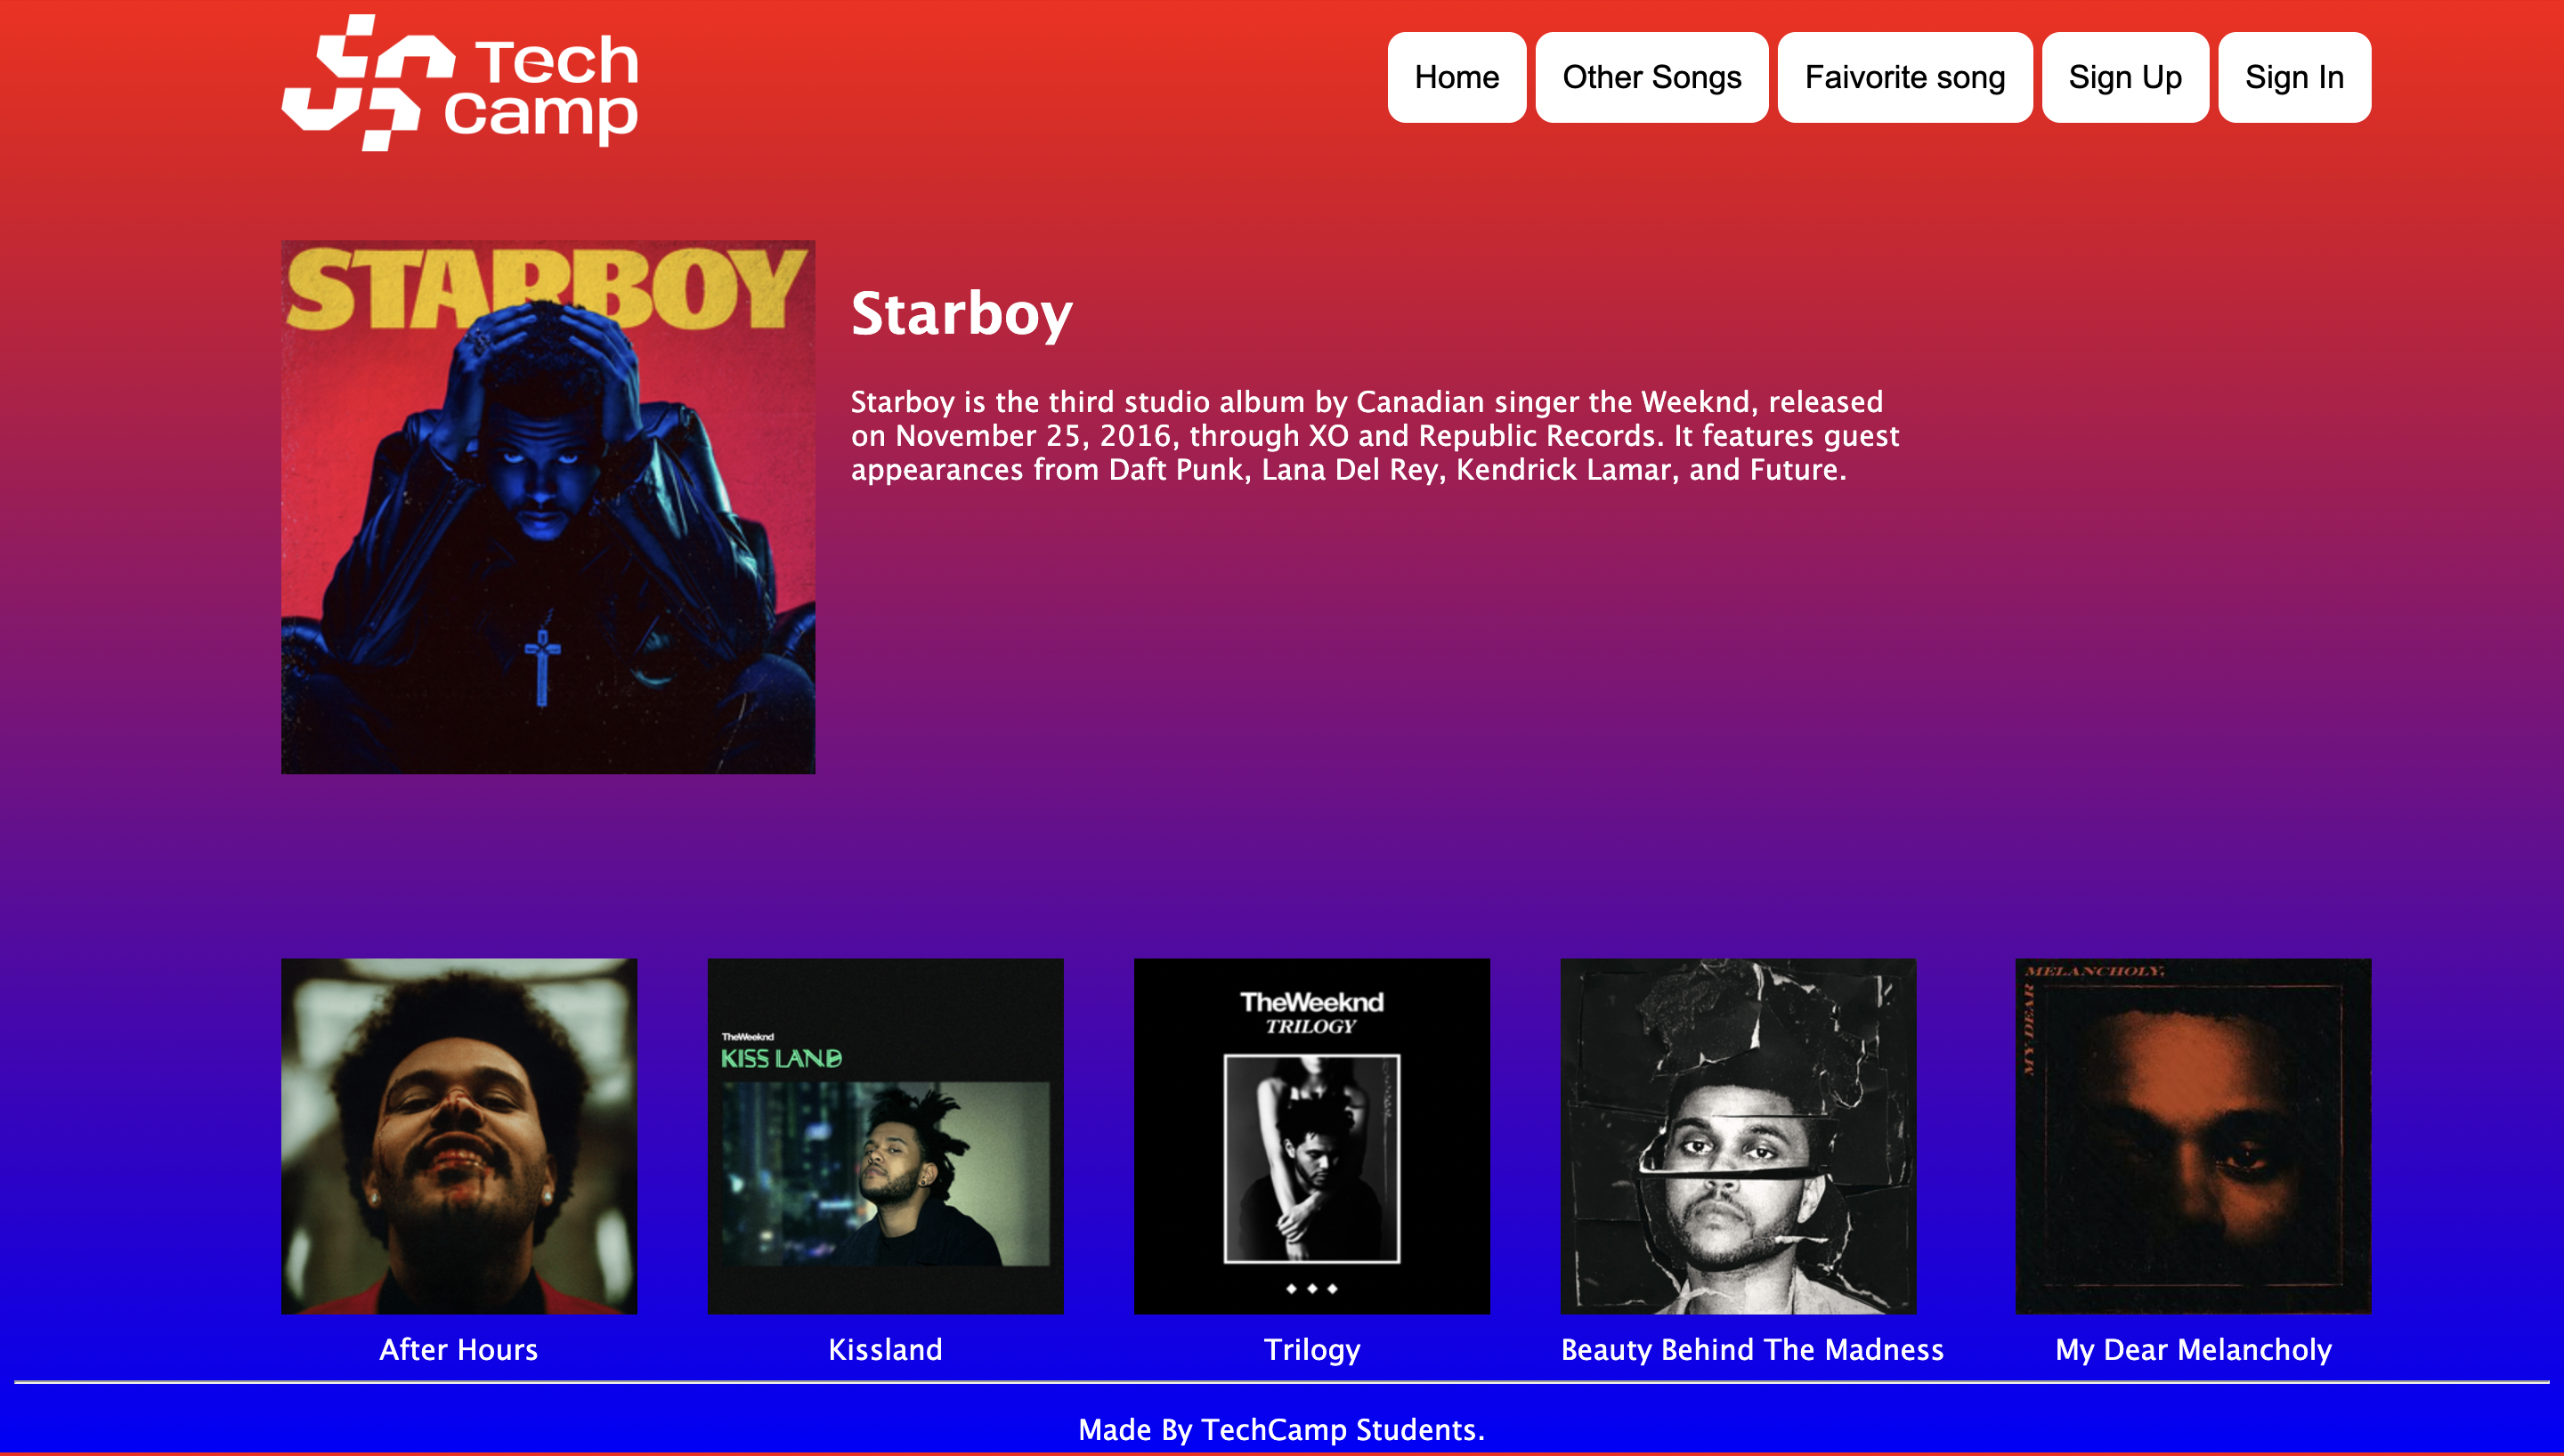 Tech
Camp
Home
Other Songs
Faivorite song
Sign Up
Sign In
STARBOY
Starboy
Starboy is the third studio album by Canadian singer the Weeknd, released
on November 25, 2016, through XO and Republic Records. It features guest
appearances from Daft Punk, Lana Del Rey, Kendrick Lamar, and Future.
TheWeeknd
KISS LAND
TheWeeknd
TRILOGY
MY DEAR
MELANCHOLY,
After Hours
Kissland
Trilogy
Beauty Behind The Madness
My Dear Melancholy
Made By TechCamp Students.